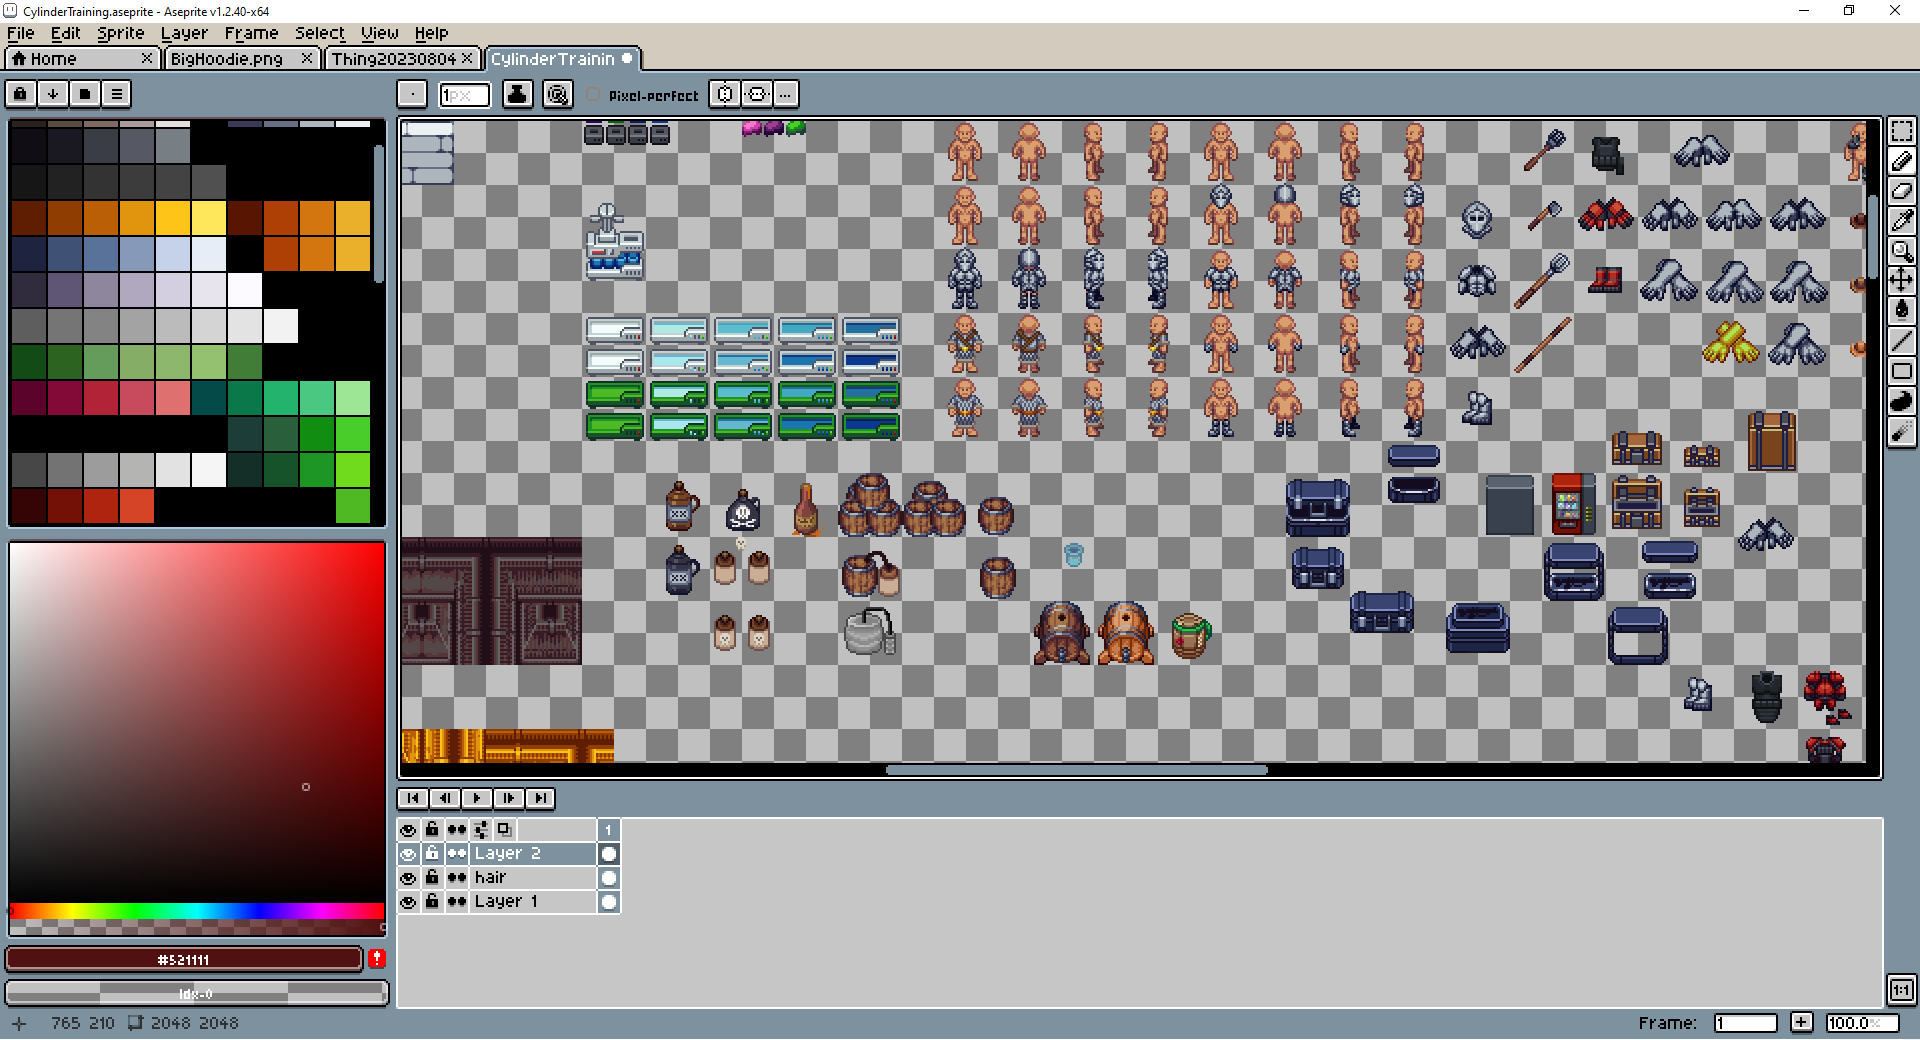 CylinderTraining.aseprite - Aseprite v1.2.40-x64
File Edit Sprite Layer Frame Select View Help
Home BigHoodie.png Thing20230804 CylinderTrainin
1px Pixel-perfect ...
1
Layer 2
hair
Layer 1
#521111
Idx-0
1:1
765 210 2048 2048 Frame: 1 + 100.0%